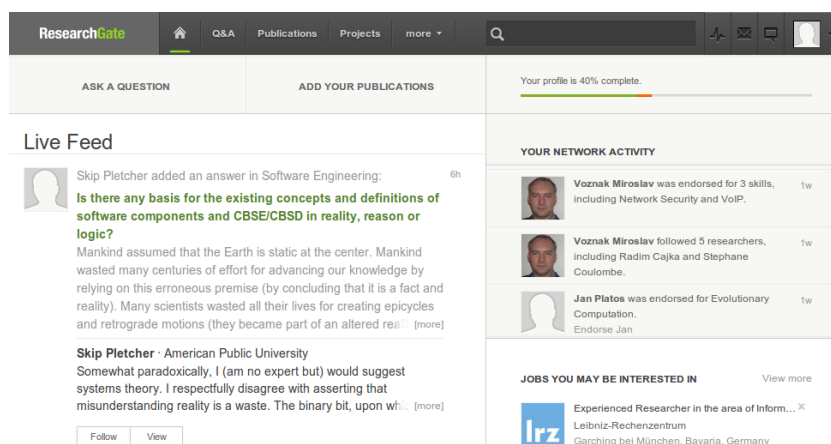 ResearchGate Q&A Publications Projects more
ASK A QUESTION ADD YOUR PUBLICATIONS
Your profile is 40% complete.
Live Feed
Skip Pletcher added an answer in Software Engineering: 6h
Is there any basis for the existing concepts and definitions of
software components and CBSE/CBSD in reality, reason or
logic?
Mankind assumed that the Earth is static at the center. Mankind
wasted many centuries of effort for advancing our knowledge by
relying on this erroneous premise (by concluding that it is a fact and
reality). Many scientists wasted all their lives for creating epicycles
and retrograde motions (they became part of an altered [more]
Skip Pletcher · American Public University
Somewhat paradoxically, I (am no expert but) would suggest
systems theory. I respectfully disagree with asserting that
misunderstanding reality is a waste. The binary bit, upon [more]
Follow View
YOUR NETWORK ACTIVITY
Voznak Miroslav was endorsed for 3 skills, 1w
including Network Security and VoIP.
Voznak Miroslav followed 5 researchers, 1w
including Radim Cajka and Stephane
Coulombe.
Jan Platos was endorsed for Evolutionary 1w
Computation.
Endorse Jan
JOBS YOU MAY BE INTERESTED IN View more
Experienced Researcher in the area of Inform... ×
lrz
Leibniz-Rechenzentrum
Garching bei München, Bavaria, Germany